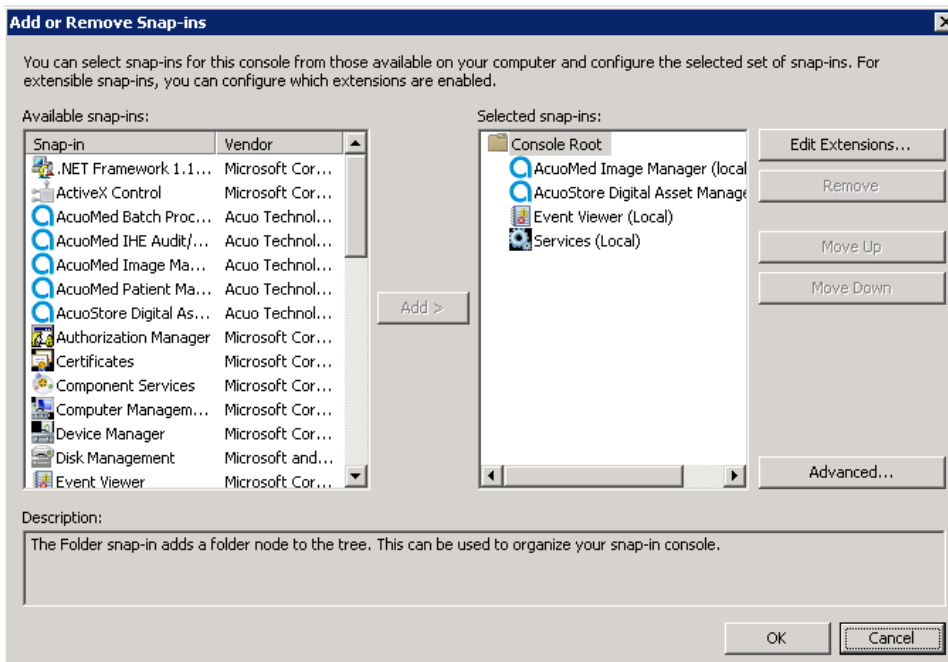 Add or Remove Snap-ins
You can select snap-ins for this console from those available on your computer and configure the selected set of snap-ins. For
extensible snap-ins, you can configure which extensions are enabled.
Available snap-ins:
Snap-in Vendor
.NET Framework 1.1... Microsoft Cor...
ActiveX Control Microsoft Cor...
AcuoMed Batch Proc... Acuo Technol...
AcuoMed IHE Audit/... Acuo Technol...
AcuoMed Image Ma... Acuo Technol...
AcuoMed Patient Ma... Acuo Technol...
AcuoStore Digital As... Acuo Technol...
Authorization Manager Microsoft Cor...
Certificates Microsoft Cor...
Component Services Microsoft Cor...
Computer Managem... Microsoft Cor...
Device Manager Microsoft Cor...
Disk Management Microsoft and...
Event Viewer Microsoft Cor...
Add >
Selected snap-ins:
Console Root
AcuoMed Image Manager (local
AcuoStore Digital Asset Manage
Event Viewer (Local)
Services (Local)
Edit Extensions...
Remove
Move Up
Move Down
Advanced...
Description:
The Folder snap-in adds a folder node to the tree. This can be used to organize your snap-in console.
OK Cancel